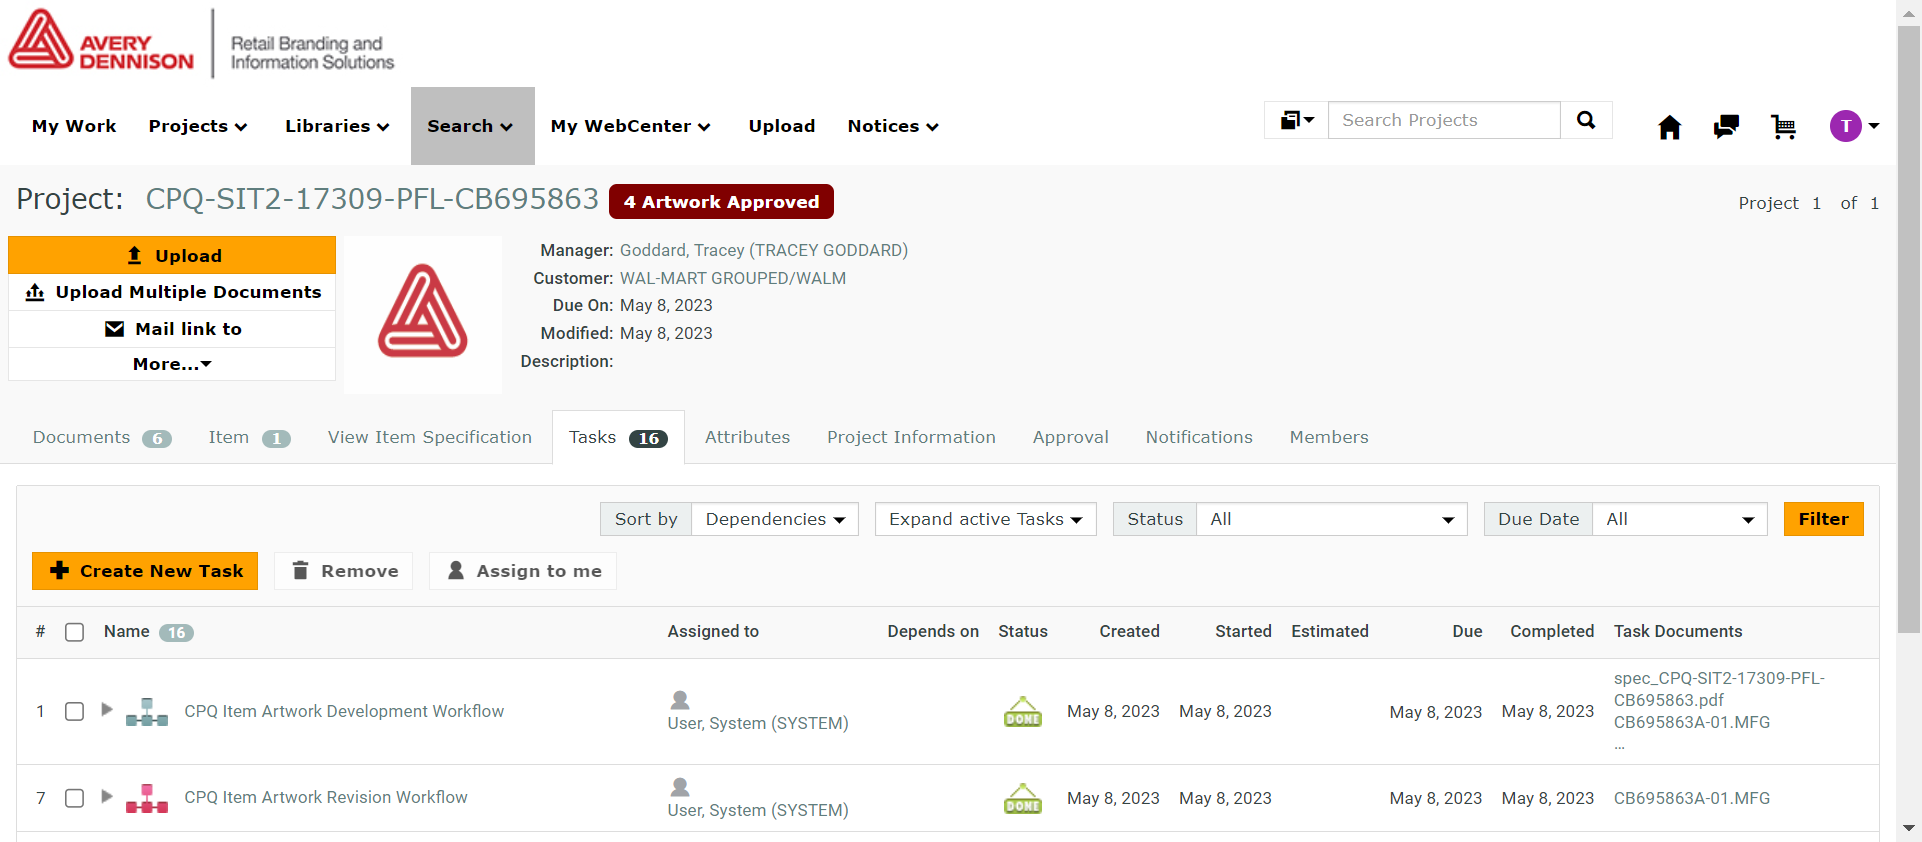 AVERY
DENNISON
Retail Branding and
Information Solutions
My Work Projects Libraries Search My WebCenter Upload Notices Search Projects T
Project: CPQ-SIT2-17309-PFL-CB695863 4 Artwork Approved Project 1 of 1
Upload
Upload Multiple Documents
Mail link to
More...
Manager: Goddard, Tracey (TRACEY GODDARD)
Customer: WAL-MART GROUPED/WALM
Due On: May 8, 2023
Modified: May 8, 2023
Description:
Documents 6 Item 1 View Item Specification Tasks 16 Attributes Project Information Approval Notifications Members
Sort by Dependencies Expand active Tasks Status All Due Date All Filter
Create New Task Remove Assign to me
# Name 16 Assigned to Depends on Status Created Started Estimated Due Completed Task Documents
1 CPQ Item Artwork Development Workflow User, System (SYSTEM) DONE May 8, 2023 May 8, 2023 May 8, 2023 May 8, 2023 spec_CPQ-SIT2-17309-PFL-
CB695863.pdf
CB695863A-01.MFG
...
7 CPQ Item Artwork Revision Workflow User, System (SYSTEM) DONE May 8, 2023 May 8, 2023 May 8, 2023 May 8, 2023 CB695863A-01.MFG